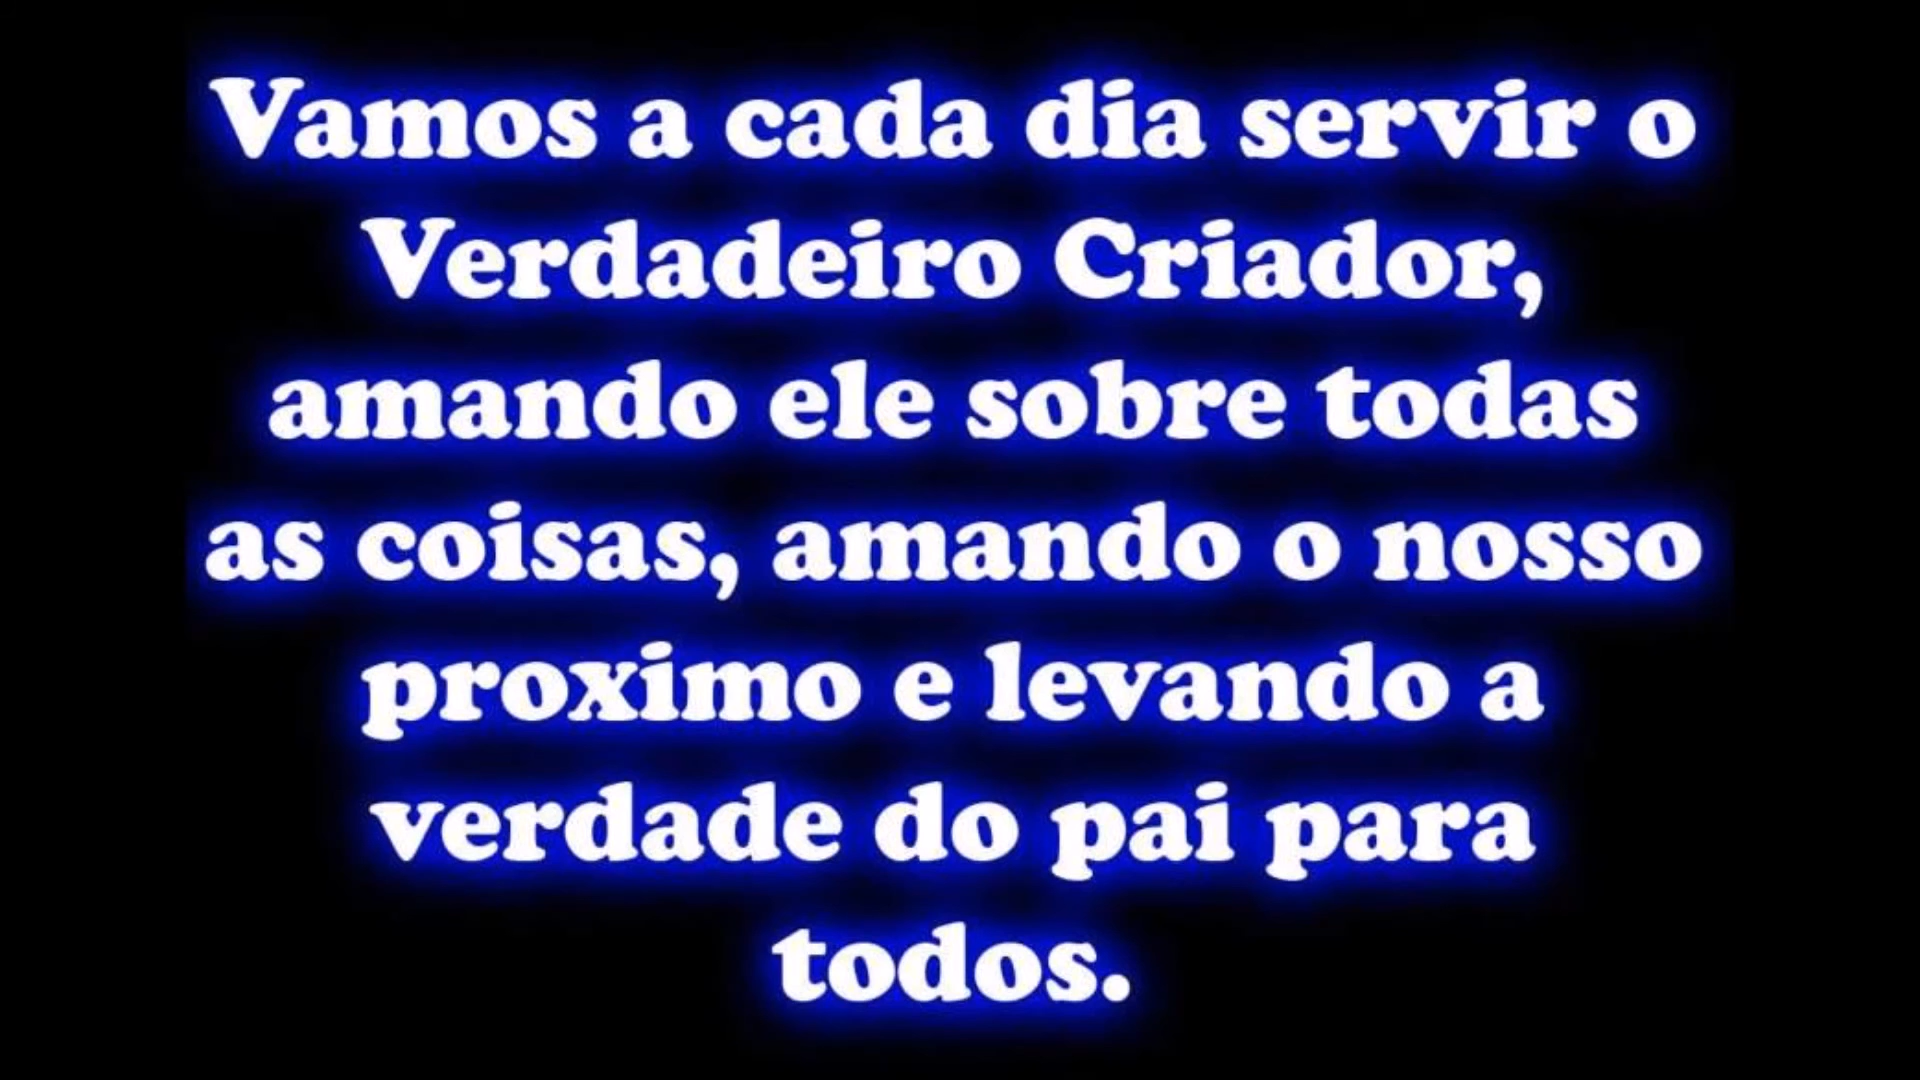 Vamos a cada dia servir o
Verdadeiro Criador,
amando ele sobre todas
as coisas, amando o nosso
proximo e levando a
verdade do pai para
todos.